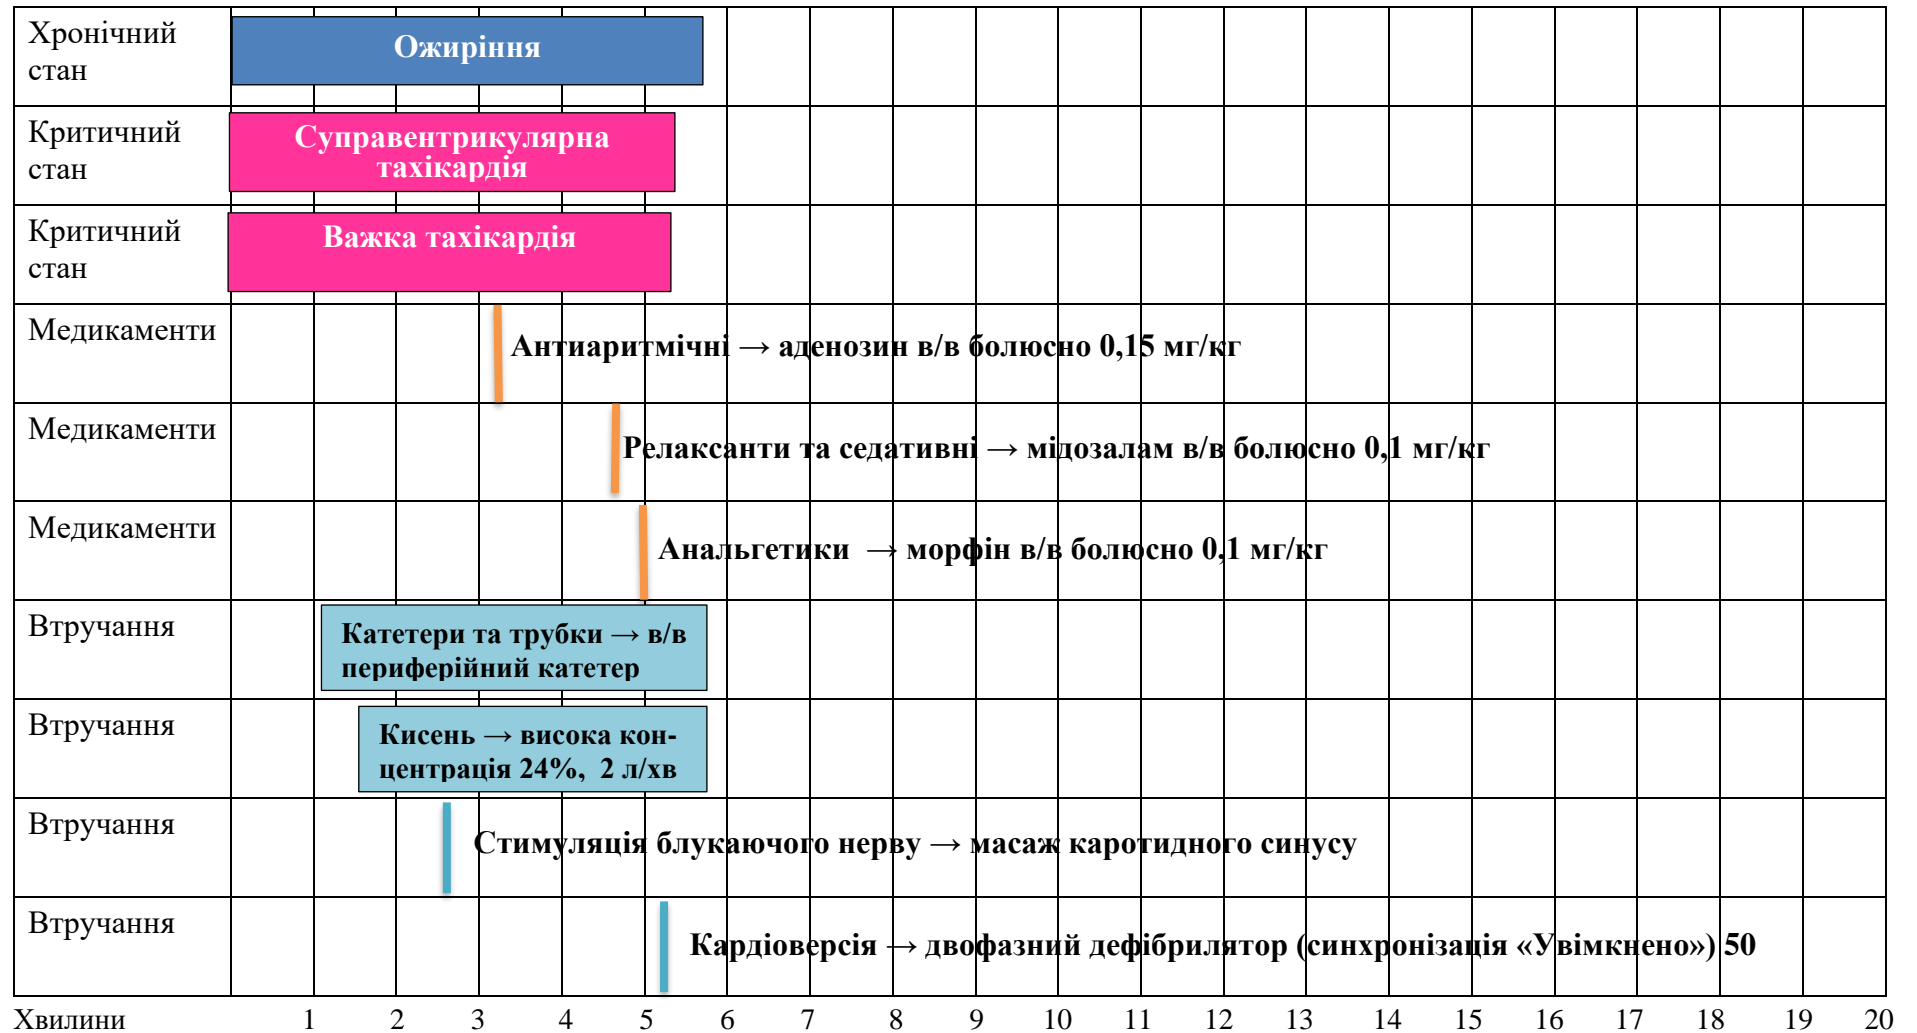 Хронічний
стан
Ожиріння
Критичний
стан
Суправентрикулярна
тахікардія
Критичний
стан
Важка тахікардія
Медикаменти
Антиаритмічні → аденозин в/в болюсно 0,15 мг/кг
Медикаменти
Релаксанти та седативні → мідозалам в/в болюсно 0,1 мг/кг
Медикаменти
Анальгетики → морфін в/в болюсно 0,1 мг/кг
Втручання
Катетери та трубки → в/в
периферійний катетер
Втручання
Кисень → висока кон-
центрація 24%, 2 л/хв
Втручання
Стимуляція блукаючого нерву → масаж каротидного синусу
Втручання
Кардіоверсія → двофазний дефібрилятор (синхронізація «Увімкнено») 50
Хвилини 1 2 3 4 5 6 7 8 9 10 11 12 13 14 15 16 17 18 19 20